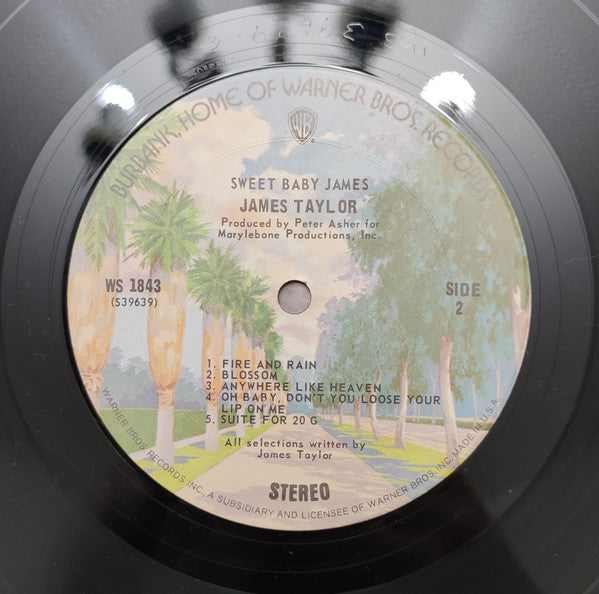 BURBANK, HOME OF WARNER BROS. RECORDS
WB
SWEET BABY JAMES
JAMES TAYLOR
Produced by Peter Asher for
Marylebone Productions, Inc.
WS 1843
(S39639)
SIDE
2
1. FIRE AND RAIN
2. BLOSSOM
3. ANYWHERE LIKE HEAVEN
4. OH BABY, DON'T YOU LOOSE YOUR
LIP ON ME
5. SUITE FOR 20 G
All selections written by
James Taylor
STEREO
WARNER BROS. RECORDS INC., A SUBSIDIARY AND LICENSEE OF WARNER BROS. INC. MADE IN U.S.A.